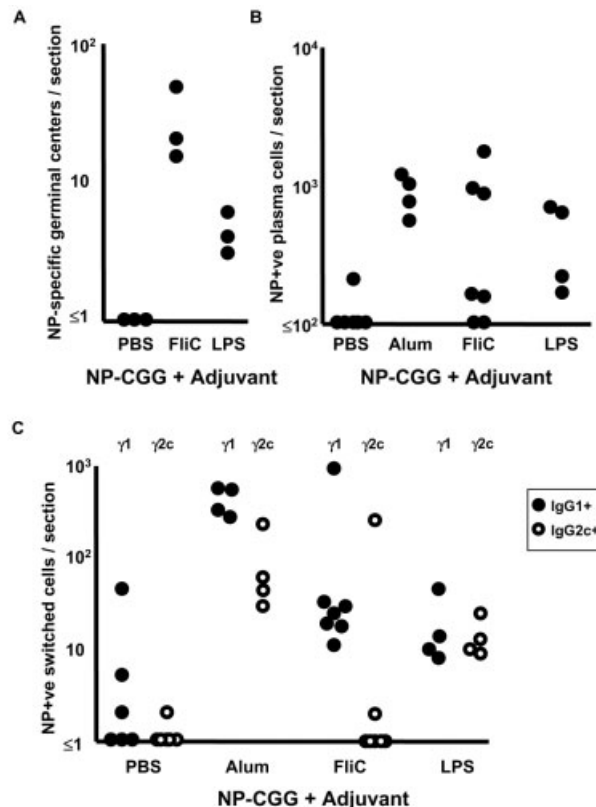 A
NP-specific germinal centers / section
10²
10
≤1
PBS FliC LPS
NP-CGG + Adjuvant
B
NP+ve plasma cells / section
10⁴
10³
≤10²
PBS Alum FliC LPS
NP-CGG + Adjuvant
C
γ1 γ2c γ1 γ2c γ1 γ2c γ1 γ2c
NP+ve switched cells / section
10³
10²
10
≤1
IgG1+
IgG2c+
PBS Alum FliC LPS
NP-CGG + Adjuvant